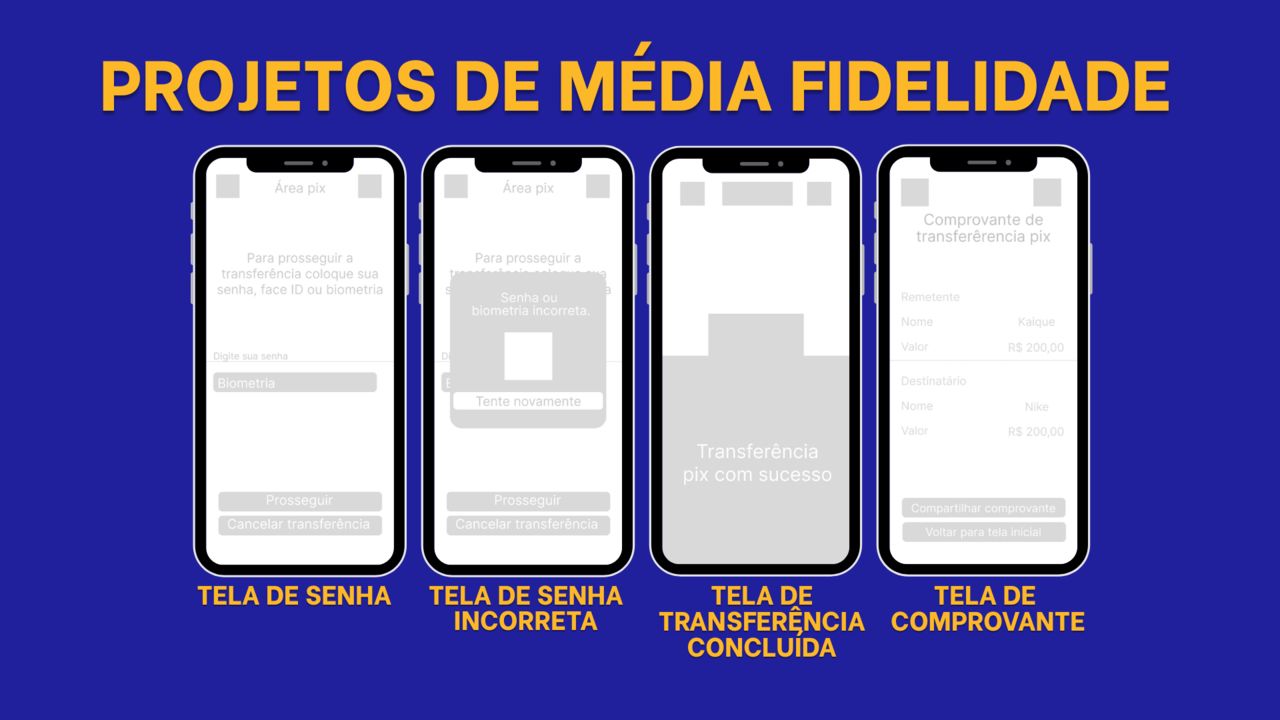 PROJETOS DE MÉDIA FIDELIDADE
Área pix
Para prosseguir a
transferência coloque sua
senha, face ID ou biometria
Digite sua senha
Biometria
Prosseguir
Cancelar transferência
TELA DE SENHA
Área pix
Para prosseguir a
Senha ou
biometria incorreta.
Tente novamente
Prosseguir
Cancelar transferência
TELA DE SENHA
INCORRETA
Transferência
pix com sucesso
TELA DE
TRANSFERÊNCIA
CONCLUÍDA
Comprovante de
transferêrencia pix
Remetente
Nome Kaique
Valor R$ 200,00
Destinatário
Nome Nike
Valor R$ 200,00
Compartilhar comprovante
Voltar para tela inicial
TELA DE
COMPROVANTE